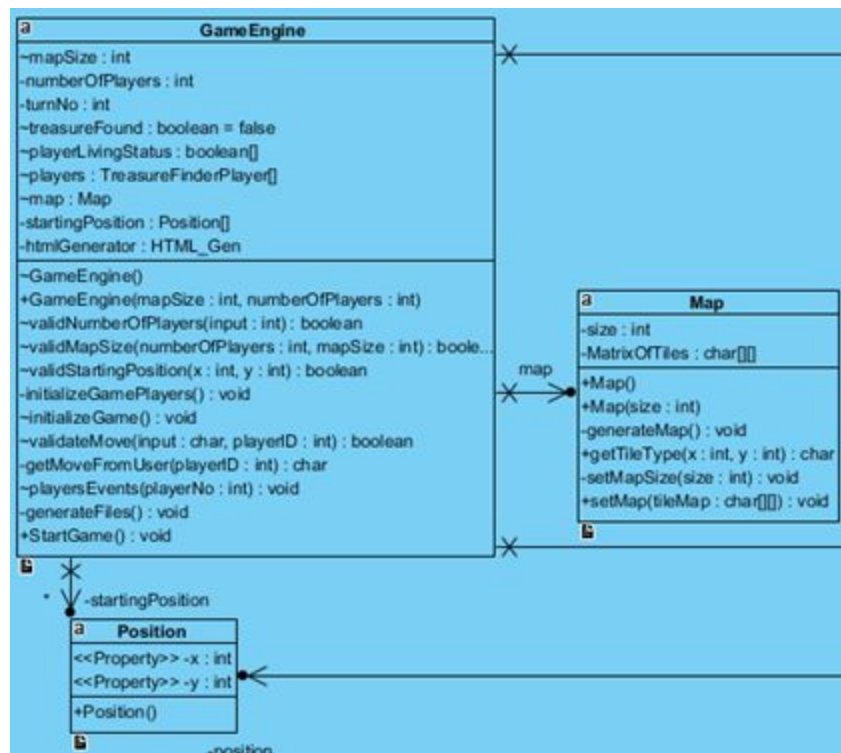 a
GameEngine
~mapSize : int
-numberOfPlayers : int
-turnNo : int
~treasureFound : boolean = false
~playerLivingStatus : boolean[]
~players : TreasureFinderPlayer[]
~map : Map
-startingPosition : Position[]
-htmlGenerator : HTML_Gen
~GameEngine()
+GameEngine(mapSize : int, numberOfPlayers : int)
~validNumberOfPlayers(input : int) : boolean
~validMapSize(numberOfPlayers : int, mapSize : int) : boole...
~validStartingPosition(x : int, y : int) : boolean
-initializeGamePlayers() : void
~initializeGame() : void
~validateMove(input : char, playerID : int) : boolean
-getMoveFromUser(playerID : int) : char
~playersEvents(playerNo : int) : void
-generateFiles() : void
+StartGame() : void
map
a
Map
-size : int
-MatrixOfTiles : char[][]
+Map()
+Map(size : int)
-generateMap() : void
+getTileType(x : int, y : int) : char
-setMapSize(size : int) : void
+setMap(tileMap : char[][]) : void
*
-startingPosition
a
Position
<<Property>> -x : int
<<Property>> -y : int
+Position()
-position